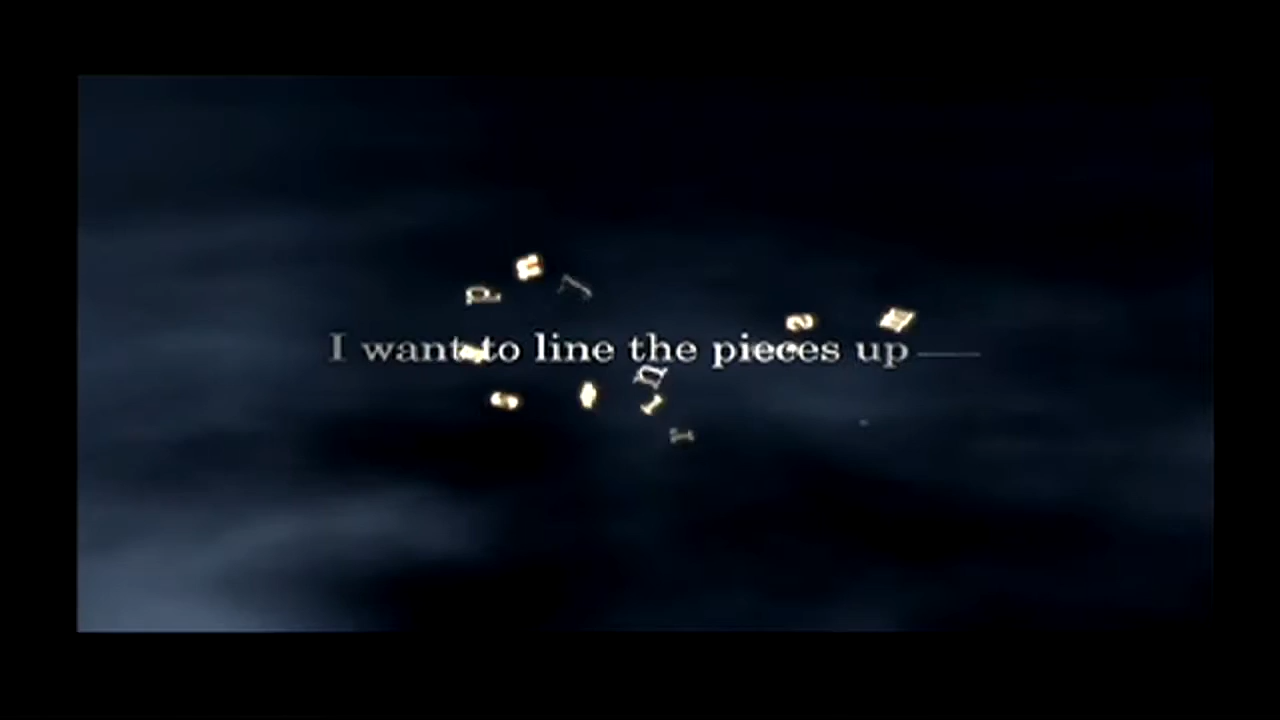 I want to line the pieces up——